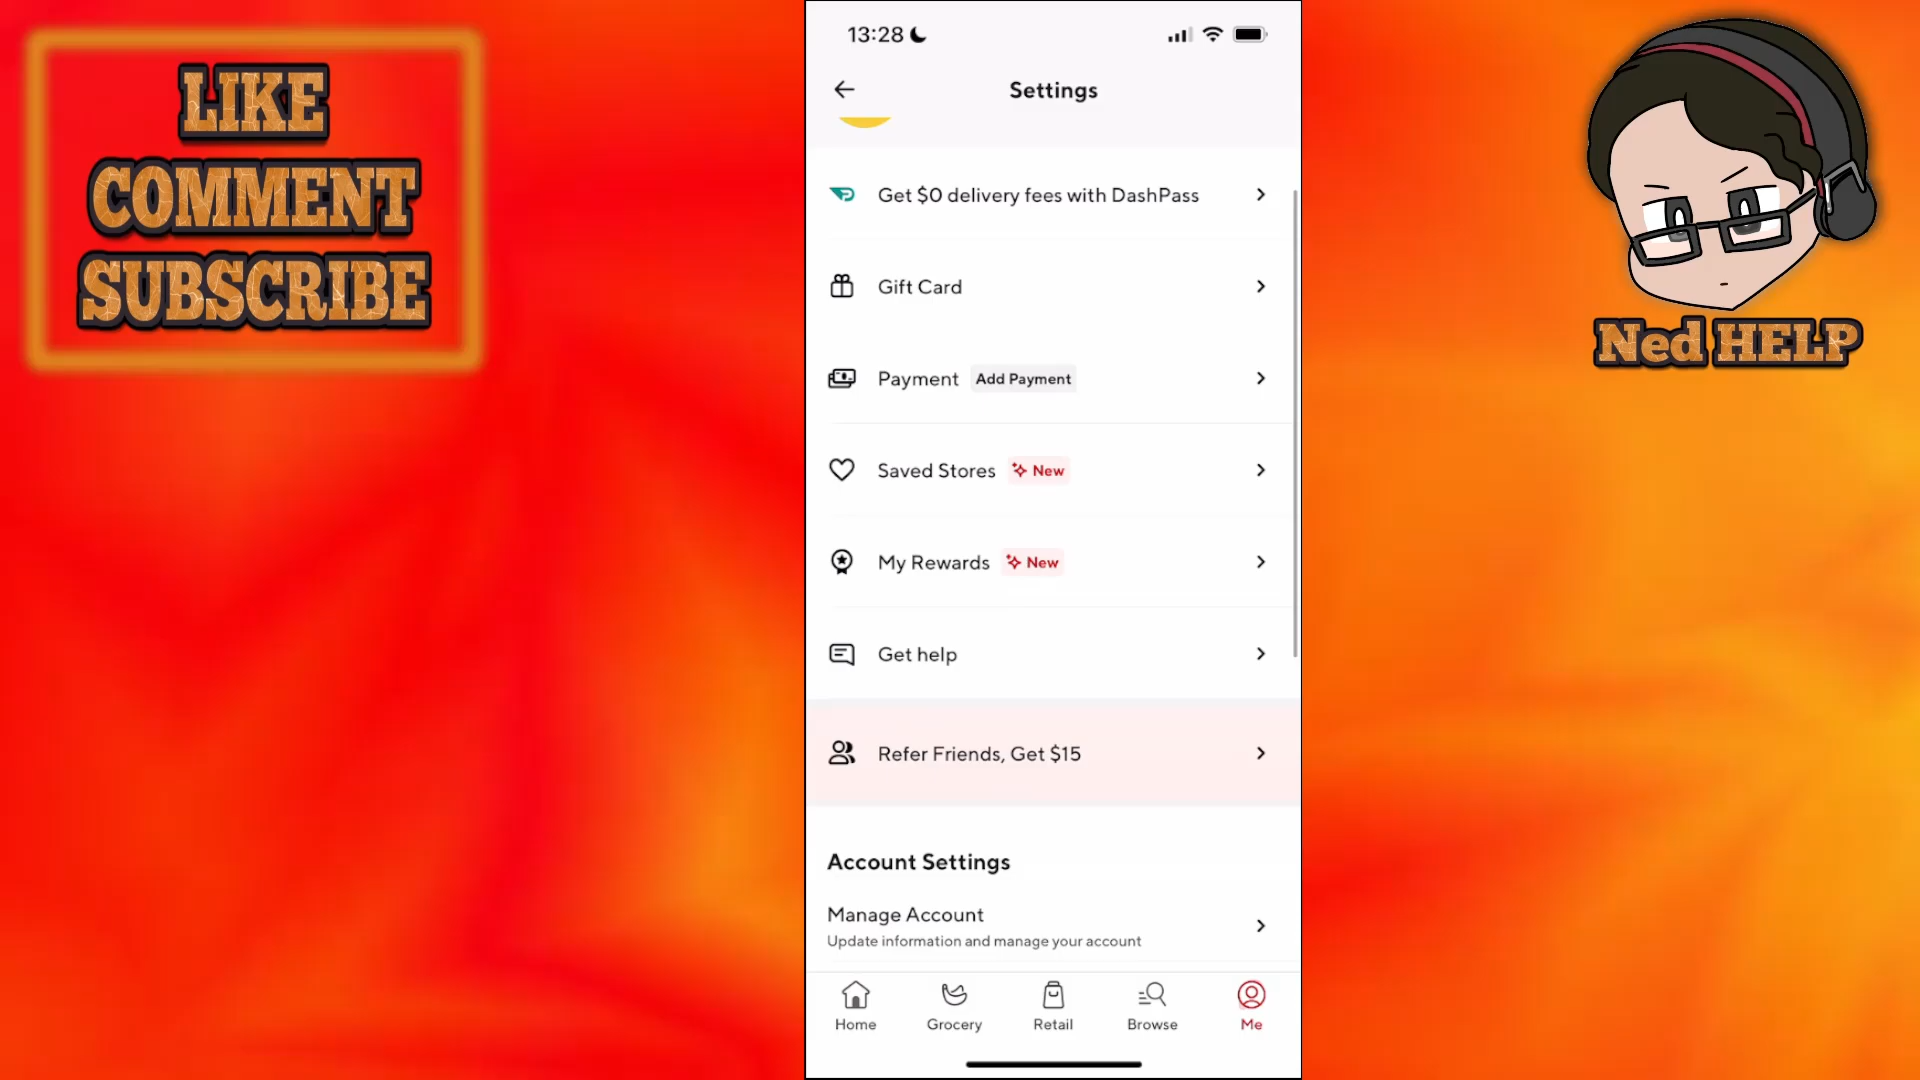 LIKE
COMMENT
SUBSCRIBE
13:28
Settings
Get $0 delivery fees with DashPass
Gift Card
Payment Add Payment
Saved Stores New
My Rewards New
Get help
Refer Friends, Get $15
Account Settings
Manage Account
Update information and manage your account
Home Grocery Retail Browse Me
Ned HELP